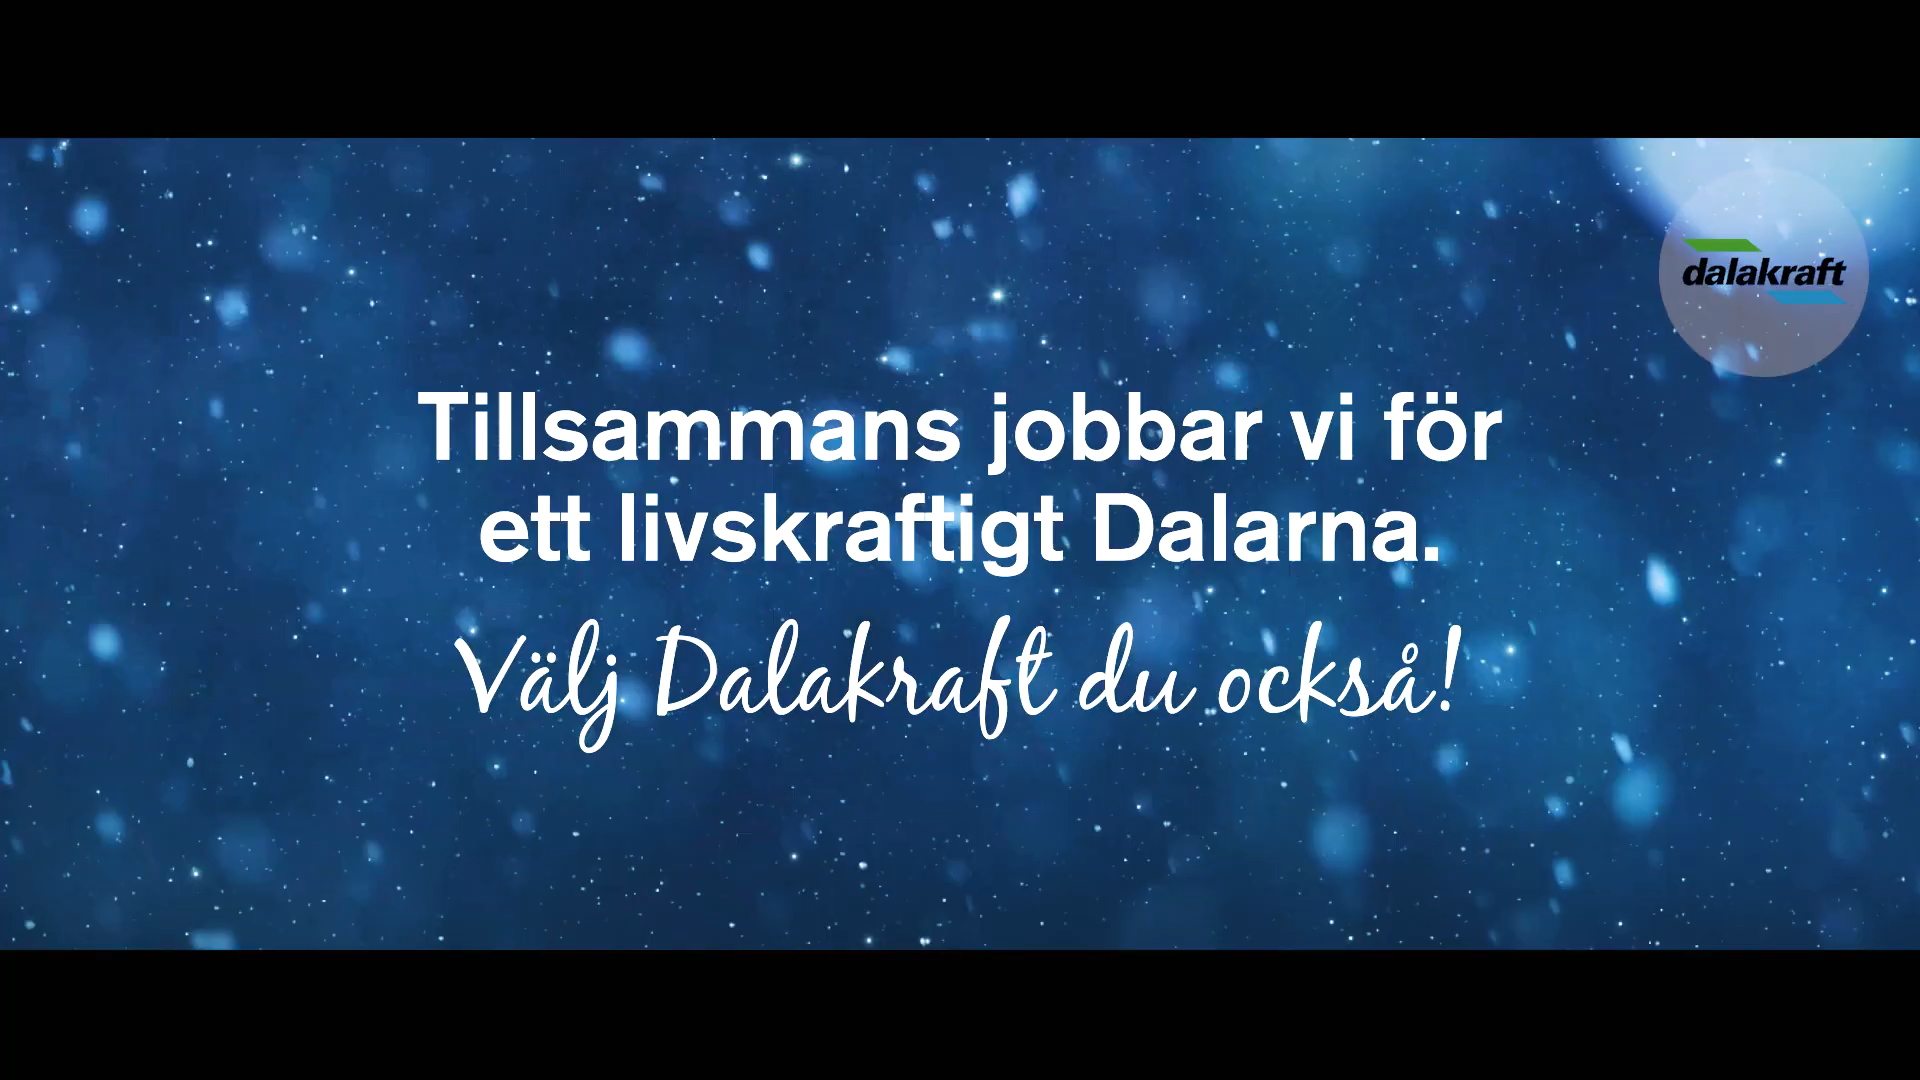 dalakraft
Tillsammans jobbar vi för
ett livskraftigt Dalarna.
Välj Dalakraft du också!